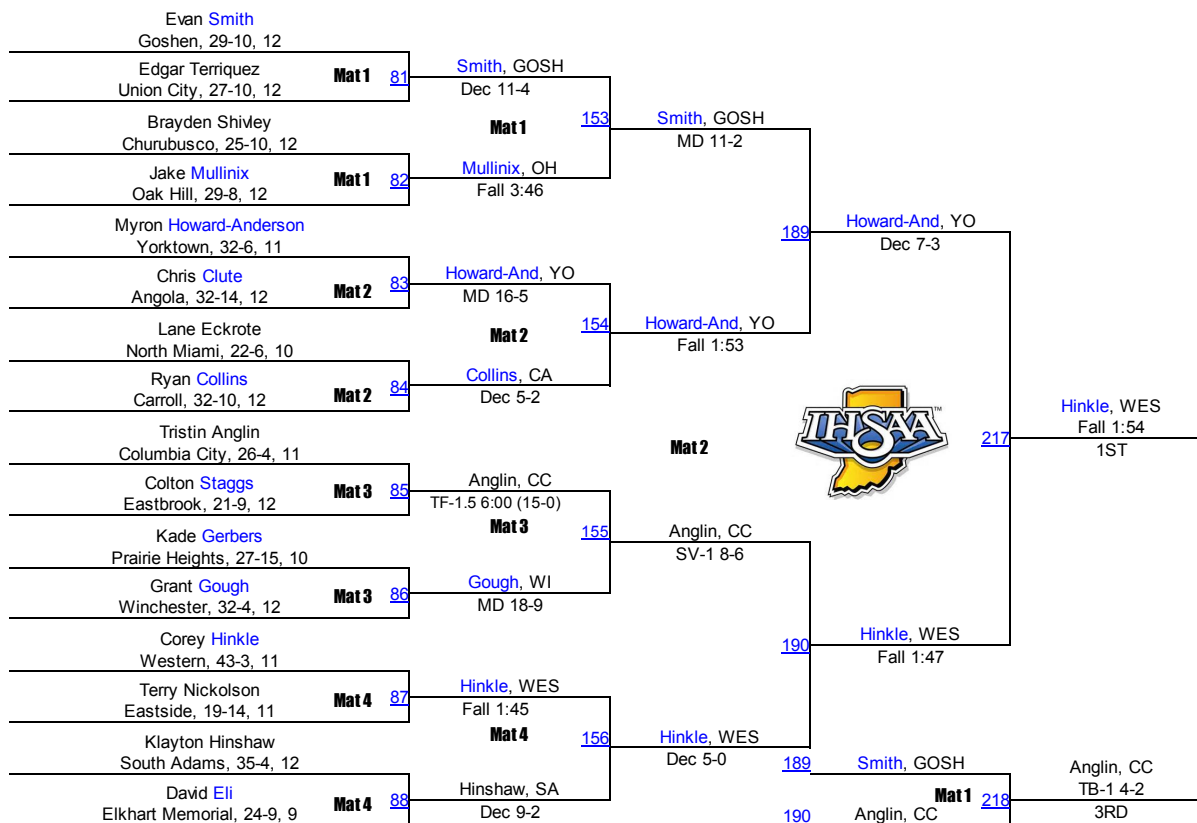 Evan Smith
Goshen, 29-10, 12
Edgar Terriquez
Union City, 27-10, 12
Mat 1
81
Smith, GOSH
Dec 11-4
Brayden Shivley
Churubusco, 25-10, 12
Jake Mullinix
Oak Hill, 29-8, 12
Mat 1
82
Mullinix, OH
Fall 3:46
Mat 1
153
Smith, GOSH
MD 11-2
Myron Howard-Anderson
Yorktown, 32-6, 11
Chris Clute
Angola, 32-14, 12
Mat 2
83
Howard-And, YO
MD 16-5
Lane Eckrote
North Miami, 22-6, 10
Ryan Collins
Carroll, 32-10, 12
Mat 2
84
Collins, CA
Dec 5-2
Mat 2
154
Howard-And, YO
Fall 1:53
189
Howard-And, YO
Dec 7-3
Tristin Anglin
Columbia City, 26-4, 11
Colton Staggs
Eastbrook, 21-9, 12
Mat 3
85
Anglin, CC
TF-1.5 6:00 (15-0)
Kade Gerbers
Prairie Heights, 27-15, 10
Grant Gough
Winchester, 32-4, 12
Mat 3
86
Gough, WI
MD 18-9
Mat 3
155
Anglin, CC
SV-1 8-6
Corey Hinkle
Western, 43-3, 11
Terry Nickolson
Eastside, 19-14, 11
Mat 4
87
Hinkle, WES
Fall 1:45
Klayton Hinshaw
South Adams, 35-4, 12
David Eli
Elkhart Memorial, 24-9, 9
Mat 4
88
Hinshaw, SA
Dec 9-2
Mat 4
156
Hinkle, WES
Dec 5-0
190
Hinkle, WES
Fall 1:47
Mat 2
IHSAA
TM
217
Hinkle, WES
Fall 1:54
1ST
189
Smith, GOSH
190
Anglin, CC
Mat 1
218
Anglin, CC
TB-1 4-2
3RD